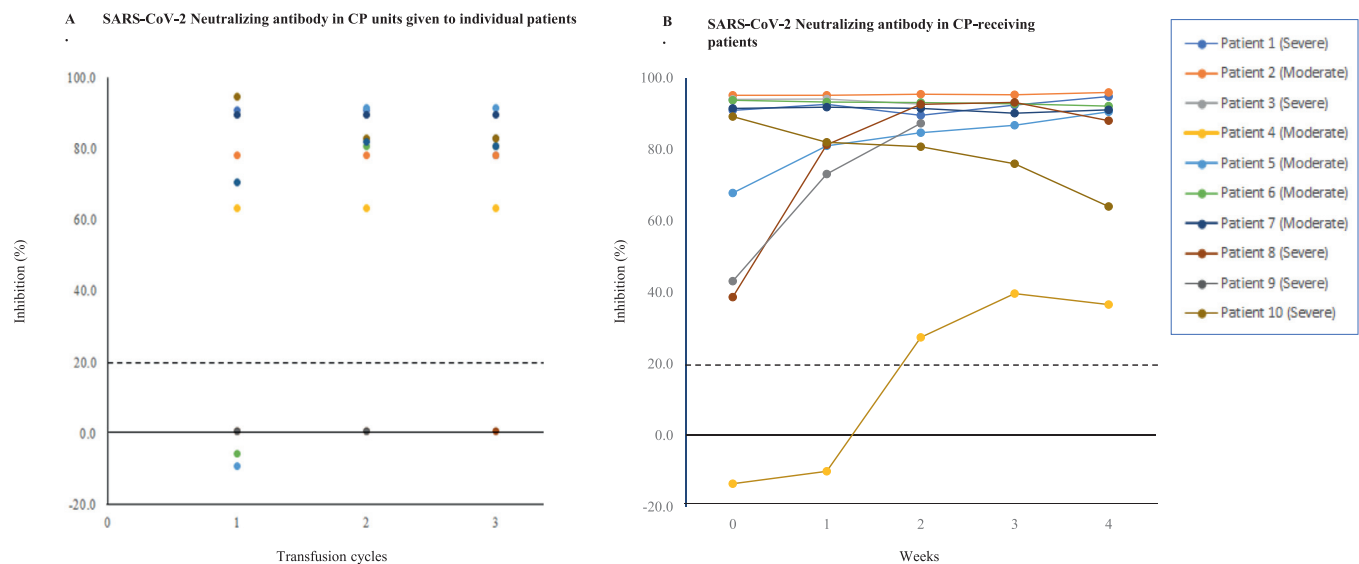 A SARS-CoV-2 Neutralizing antibody in CP units given to individual patients
.
100.0
80.0
60.0
40.0
20.0
0.0
-20.0
Inhibition (%)
0 1 2 3
Transfusion cycles
B SARS-CoV-2 Neutralizing antibody in CP-receiving
. patients
100.0
80.0
60.0
40.0
20.0
0.0
-20.0
Inhibition (%)
0 1 2 3 4
Weeks
Patient 1 (Severe)
Patient 2 (Moderate)
Patient 3 (Severe)
Patient 4 (Moderate)
Patient 5 (Moderate)
Patient 6 (Moderate)
Patient 7 (Moderate)
Patient 8 (Severe)
Patient 9 (Severe)
Patient 10 (Severe)